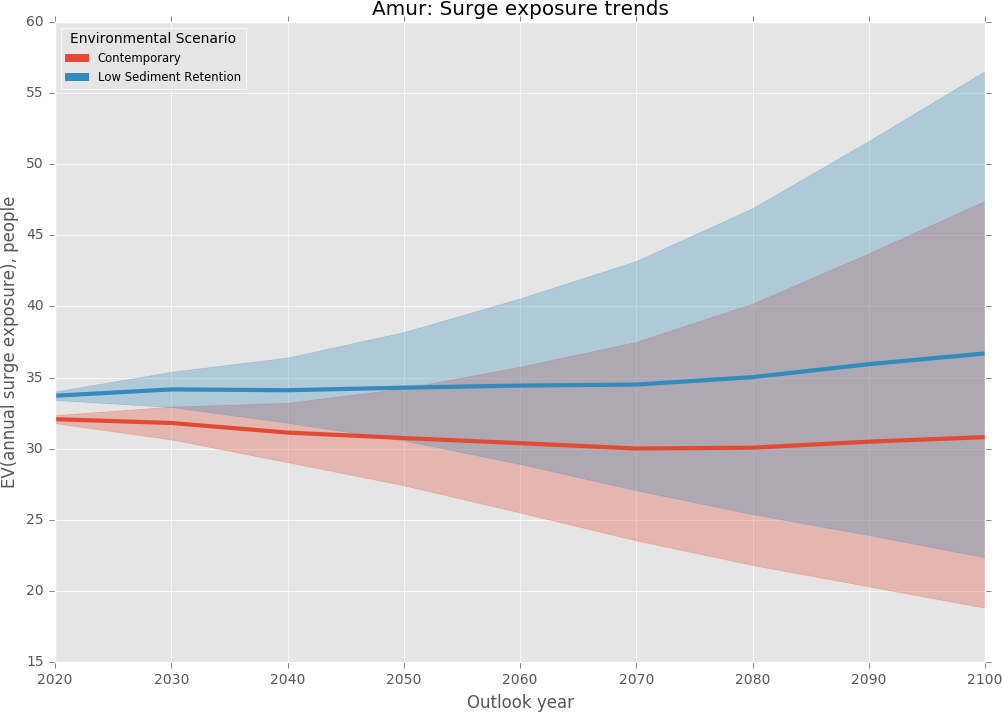 Amur: Surge exposure trends
Environmental Scenario
Contemporary
Low Sediment Retention
EV(annual surge exposure), people
60
55
50
45
40
35
30
25
20
15
2020 2030 2040 2050 2060 2070 2080 2090 2100
Outlook year